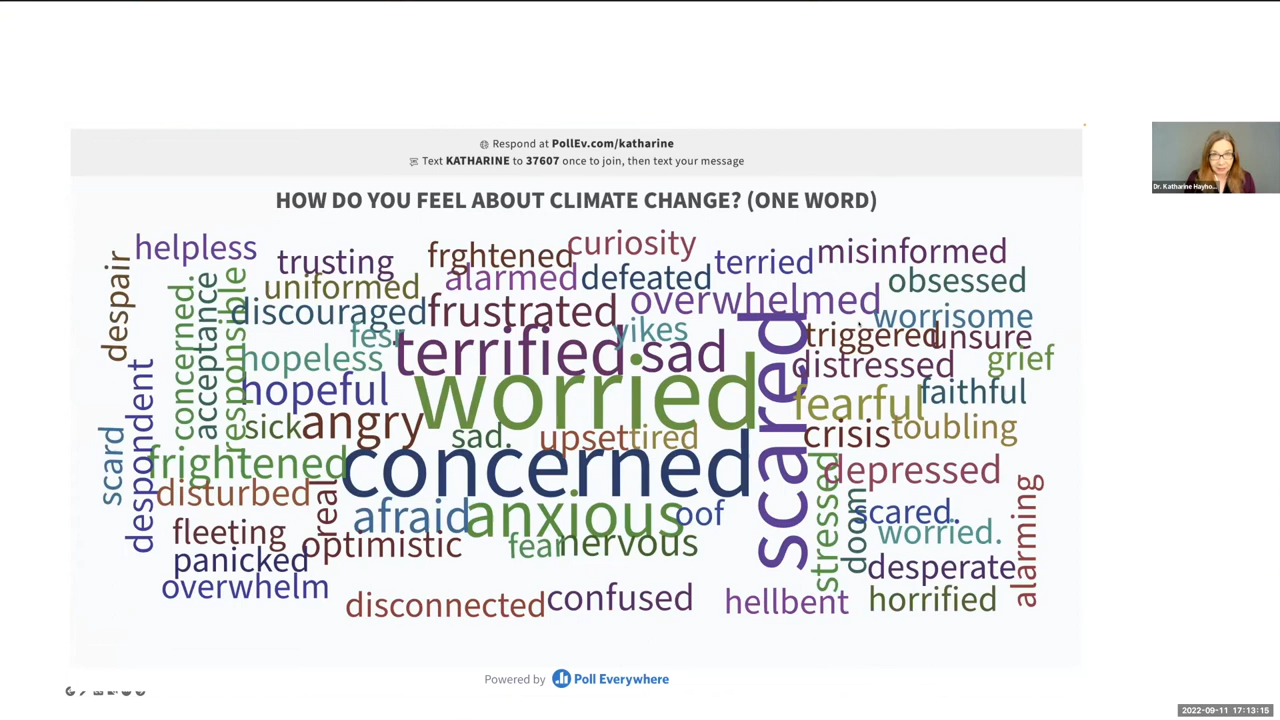 Respond at PollEv.com/katharine
Text KATHARINE to 37607 once to join, then text your message
HOW DO YOU FEEL ABOUT CLIMATE CHANGE? (ONE WORD)
helpless
trusting
frghtened
curiosity
terried
misinformed
despair
uniformed
alarmed
defeated
obsessed
concerned.
acceptance
responsible
discouraged
frustrated
overwhelmed
worrisome
fesr
yikes
triggered
unsure
hopeless
terrified
sad
scared
distressed
grief
hopeful
worried
fearful
faithful
despondent
sick
angry
sad.
upset
tired
crisis
toubling
scard
frightened
concerned
depressed
disturbed
real
afraid
anxious
oof
stressed
doom
scared.
alarming
fleeting
optimistic
fear
nervous
worried.
panicked
desperate
overwhelm
disconnected
confused
hellbent
horrified
Powered by Poll Everywhere
Dr. Katharine Hayho...
2022-09-11 17:13:15